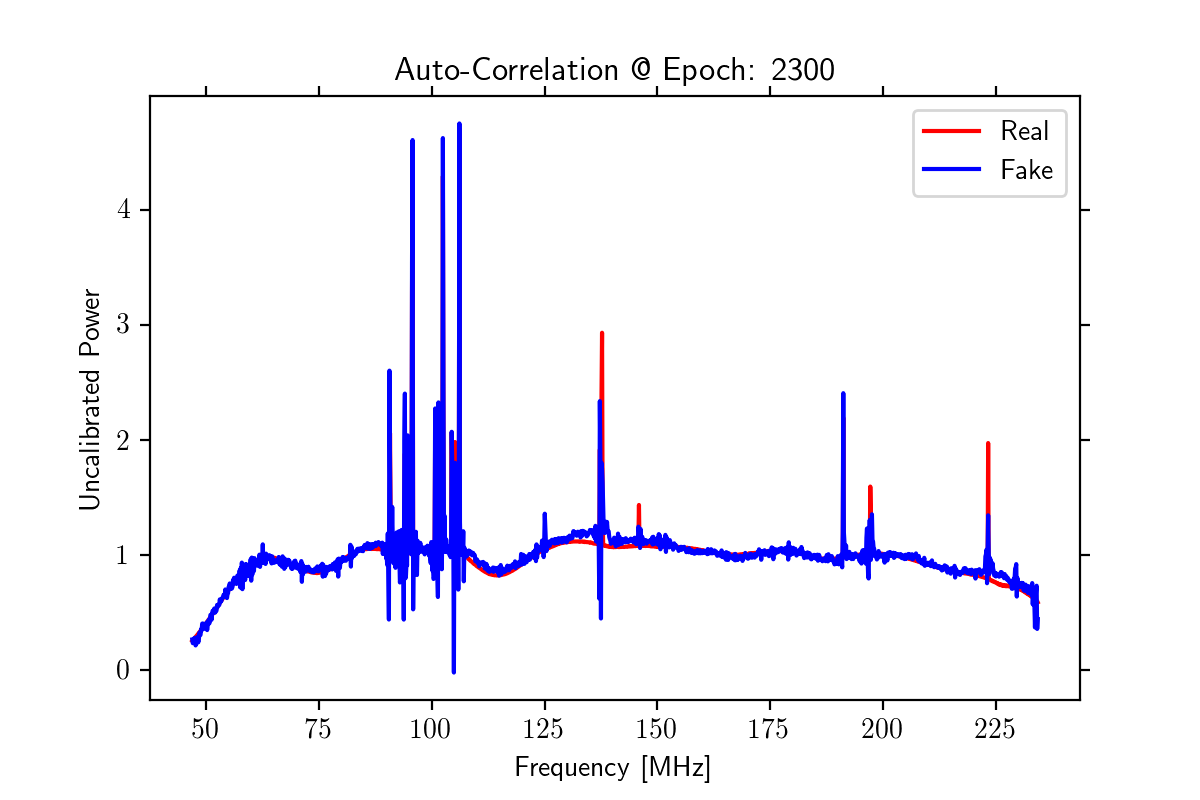 Auto-Correlation @ Epoch: 2300
Real
Fake
Uncalibrated Power
4
3
2
1
0
50 75 100 125 150 175 200 225
Frequency [MHz]